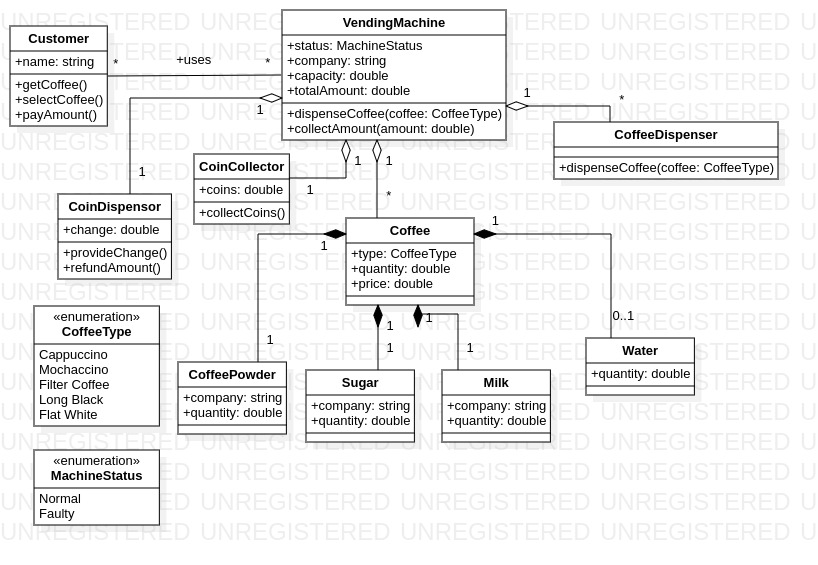 Customer
+name: string
+getCoffee()
+selectCoffee()
+payAmount()
*
+uses
*
VendingMachine
+status: MachineStatus
+company: string
+capacity: double
+totalAmount: double
+dispenseCoffee(coffee: CoffeeType)
+collectAmount(amount: double)
1
*
CoffeeDispenser
+dispenseCoffee(coffee: CoffeeType)
1
1
CoinDispensor
+change: double
+provideChange()
+refundAmount()
CoinCollector
+coins: double
+collectCoins()
1
1
1
*
Coffee
+type: CoffeeType
+quantity: double
+price: double
1
1
1
0..1
1
1
1
1
CoffeePowder
+company: string
+quantity: double
Sugar
+company: string
+quantity: double
Milk
+company: string
+quantity: double
Water
+quantity: double
«enumeration»
CoffeeType
Cappuccino
Mochaccino
Filter Coffee
Long Black
Flat White
«enumeration»
MachineStatus
Normal
Faulty
UNREGISTERED UNREGISTERED UNREGISTERED UNREGISTERED U